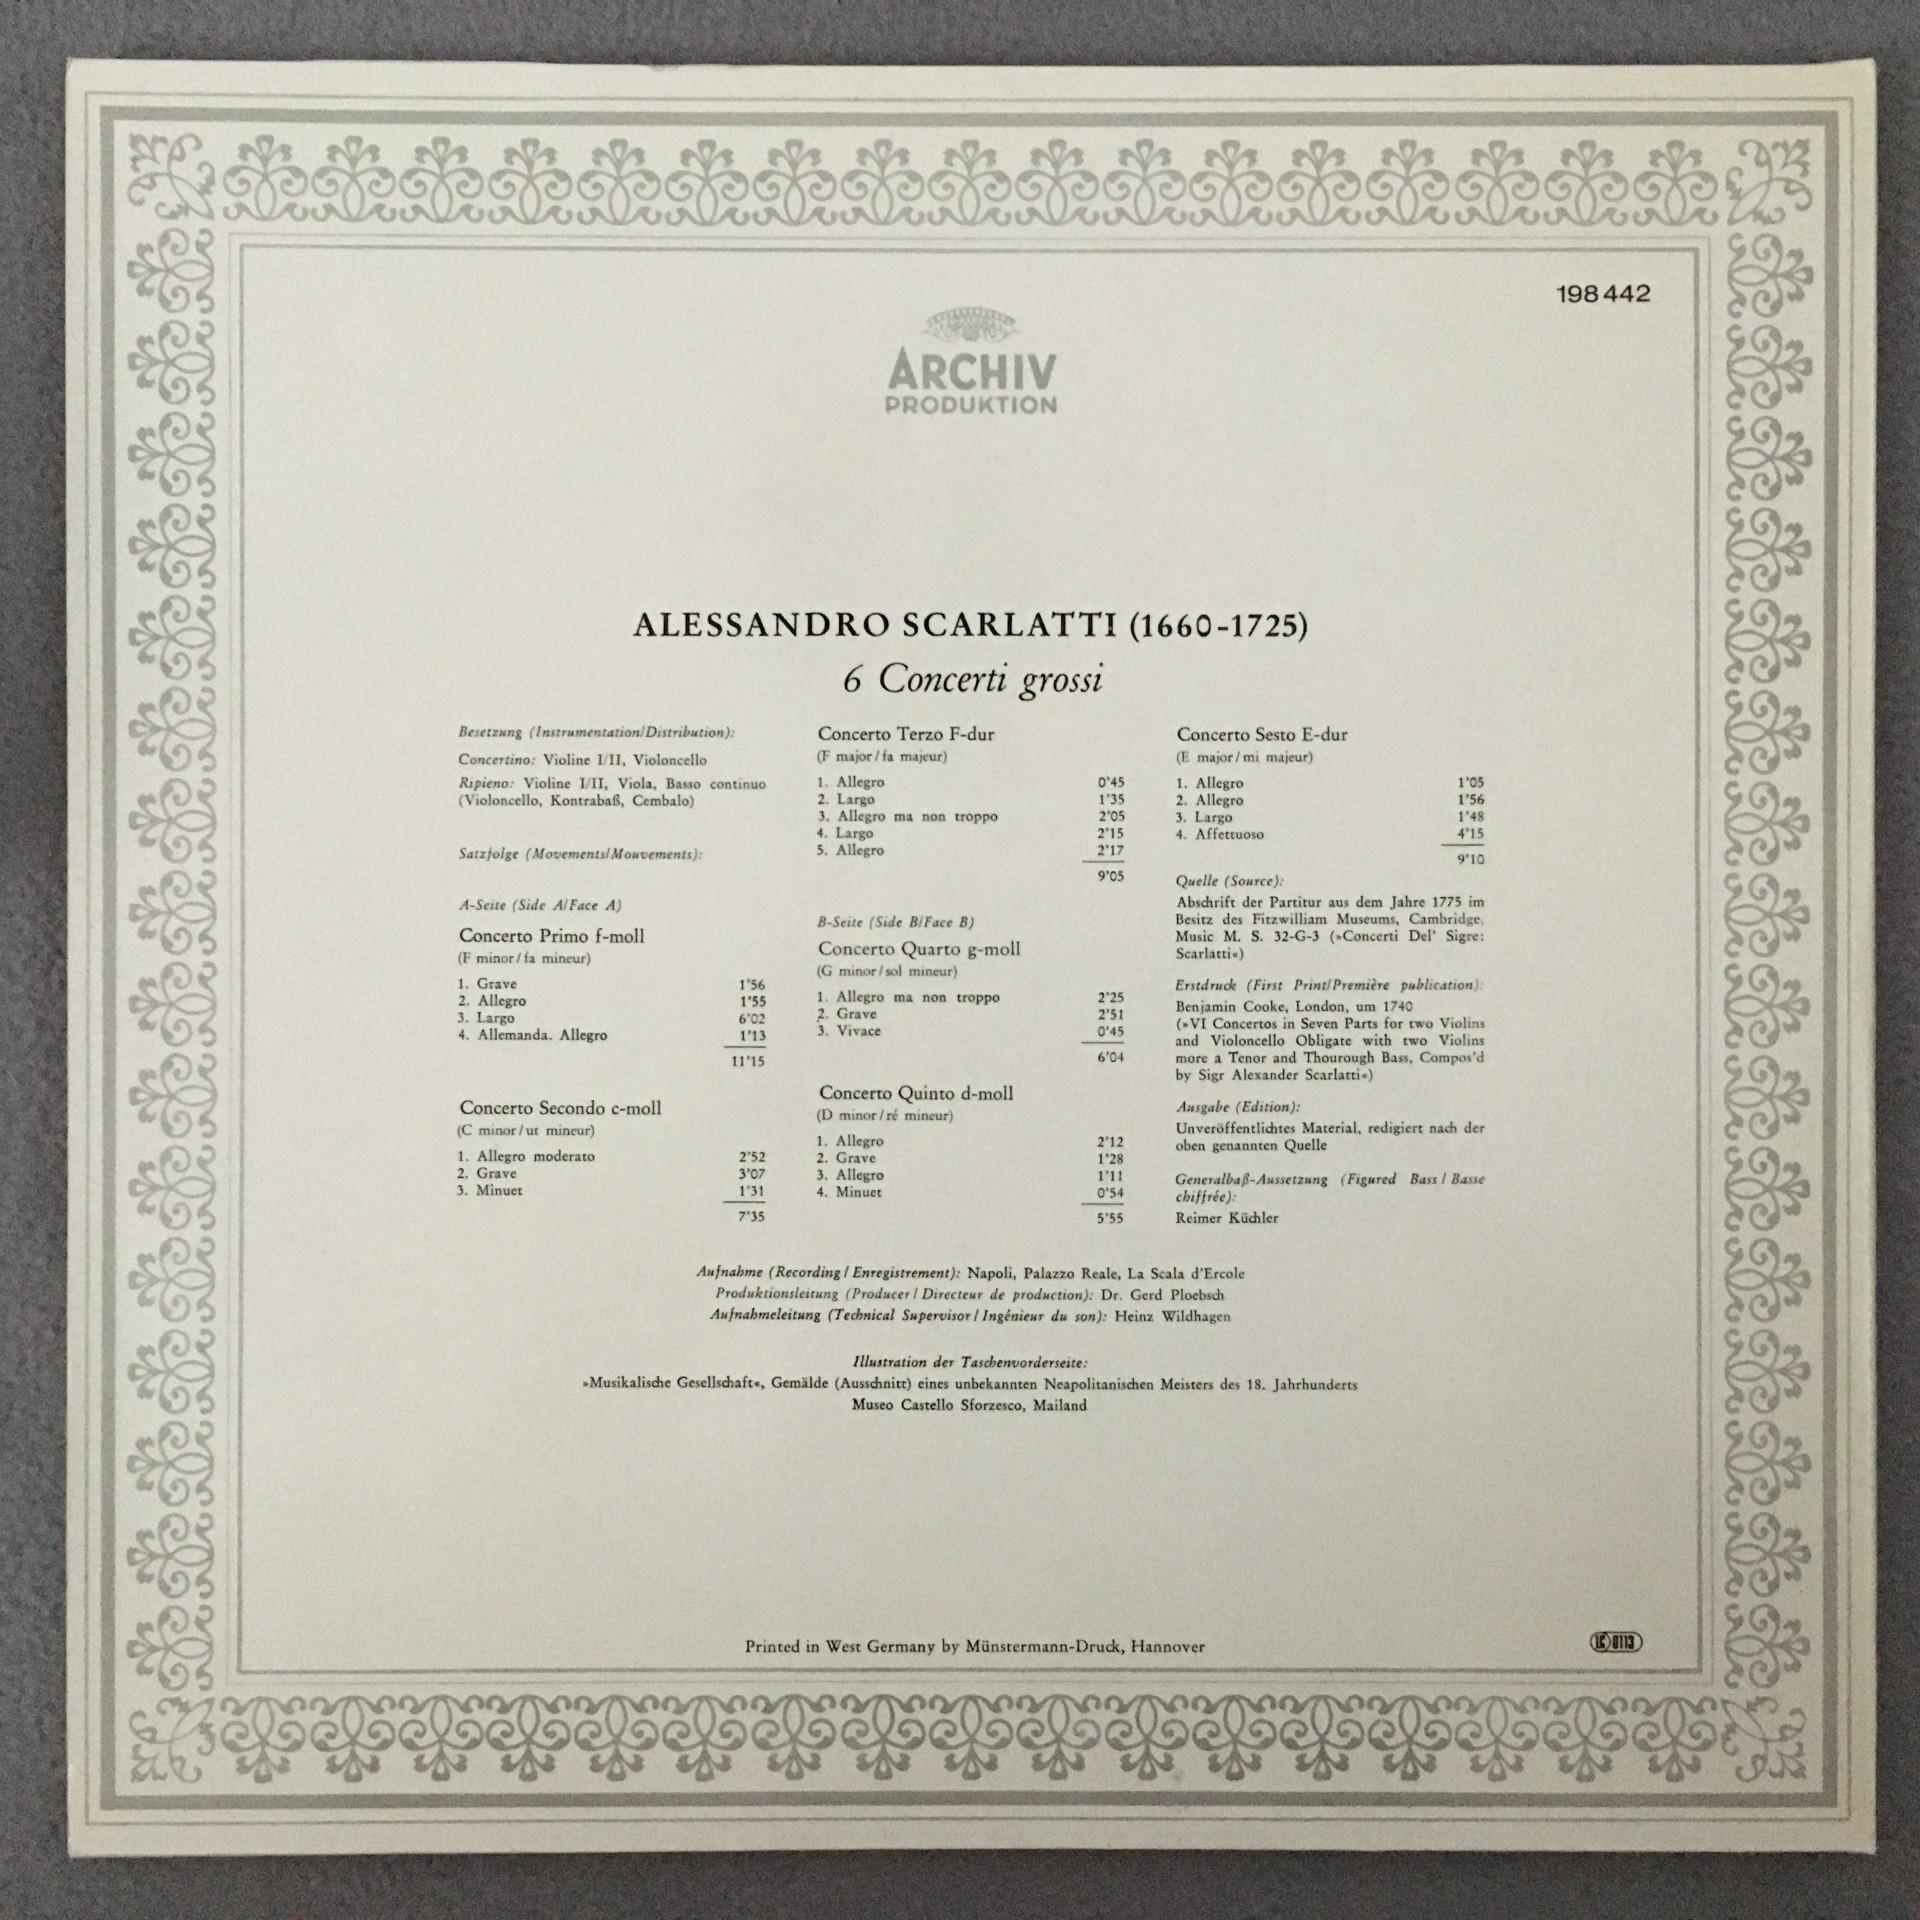 198 442
ARCHIV
PRODUKTION
ALESSANDRO SCARLATTI (1660-1725)
6 Concerti grossi
Besetzung (Instrumentation/Distribution):
Concertino: Violine I/II, Violoncello
Ripieno: Violine I/II, Viola, Basso continuo
(Violoncello, Kontrabaß, Cembalo)
Satzfolge (Movements/Mouvements):
A-Seite (Side A/Face A)
Concerto Primo f-moll
(F minor / fa mineur)
1. Grave 1'56
2. Allegro 1'55
3. Largo 6'02
4. Allemanda. Allegro 1'13
11'15
Concerto Secondo c-moll
(C minor / ut mineur)
1. Allegro moderato 2'52
2. Grave 3'07
3. Minuet 1'31
7'35
Concerto Terzo F-dur
(F major / fa majeur)
1. Allegro 0'45
2. Largo 1'35
3. Allegro ma non troppo 2'05
4. Largo 2'15
5. Allegro 2'17
9'05
B-Seite (Side B/Face B)
Concerto Quarto g-moll
(G minor / sol mineur)
1. Allegro ma non troppo 2'25
2. Grave 2'51
3. Vivace 0'45
6'04
Concerto Quinto d-moll
(D minor / ré mineur)
1. Allegro 2'12
2. Grave 1'28
3. Allegro 1'11
4. Minuet 0'54
5'55
Concerto Sesto E-dur
(E major / mi majeur)
1. Allegro 1'05
2. Allegro 1'56
3. Largo 1'48
4. Affettuoso 4'15
9'10
Quelle (Source):
Abschrift der Partitur aus dem Jahre 1775 im
Besitz des Fitzwilliam Museums, Cambridge,
Music M. S. 32-G-3 (»Concerti Del' Sigre:
Scarlatti«)
Erstdruck (First Print/Première publication):
Benjamin Cooke, London, um 1740
(»VI Concertos in Seven Parts for two Violins
and Violoncello Obligate with two Violins
more a Tenor and Thourough Bass, Compos'd
by Sigr Alexander Scarlatti«)
Ausgabe (Edition):
Unveröffentlichtes Material, redigiert nach der
oben genannten Quelle
Generalbaß-Aussetzung (Figured Bass / Basse
chiffrée):
Reimer Küchler
Aufnahme (Recording / Enregistrement): Napoli, Palazzo Reale, La Scala d'Ercole
Produktionsleitung (Producer / Directeur de production): Dr. Gerd Ploebsch
Aufnahmeleitung (Technical Supervisor / Ingénieur du son): Heinz Wildhagen
Illustration der Taschenvorderseite:
»Musikalische Gesellschaft«, Gemälde (Ausschnitt) eines unbekannten Neapolitanischen Meisters des 18. Jahrhunderts
Museo Castello Sforzesco, Mailand
Printed in West Germany by Münstermann-Druck, Hannover
LC 0113